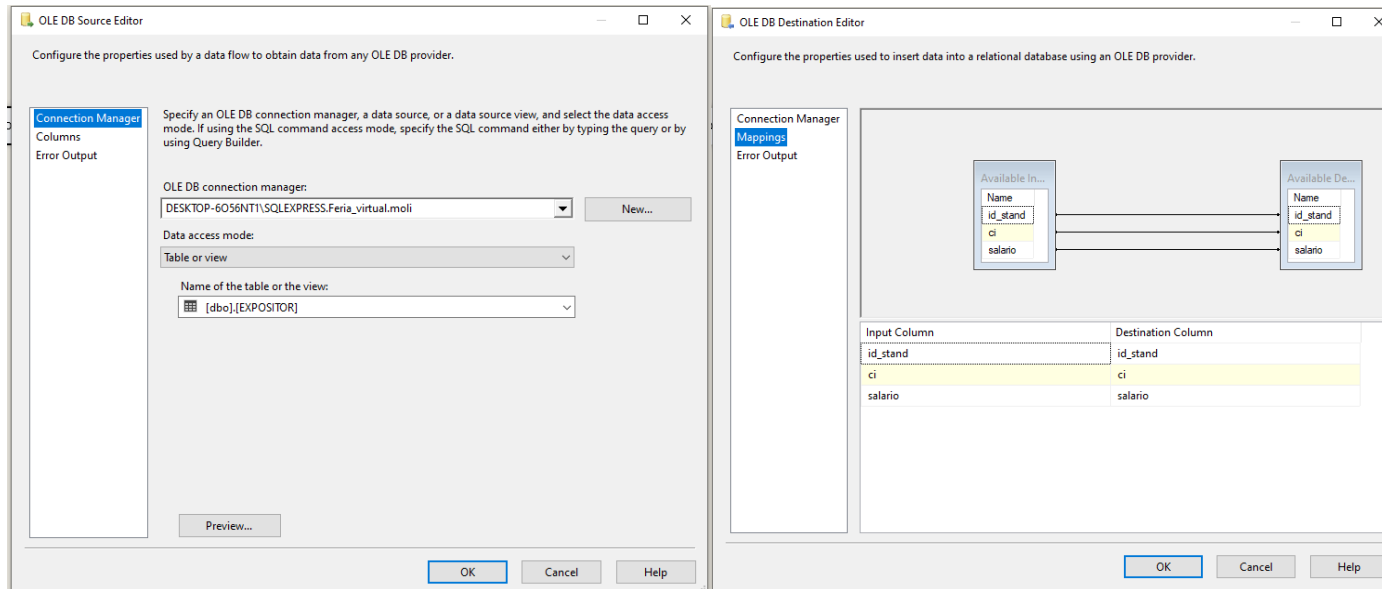 OLE DB Source Editor
Configure the properties used by a data flow to obtain data from any OLE DB provider.
Connection Manager
Columns
Error Output
Specify an OLE DB connection manager, a data source, or a data source view, and select the data access
mode. If using the SQL command access mode, specify the SQL command either by typing the query or by
using Query Builder.
OLE DB connection manager:
DESKTOP-6O56NT1\SQLEXPRESS.Feria_virtual.moli
New...
Data access mode:
Table or view
Name of the table or the view:
[dbo].[EXPOSITOR]
Preview...
OK Cancel Help
OLE DB Destination Editor
Configure the properties used to insert data into a relational database using an OLE DB provider.
Connection Manager
Mappings
Error Output
Available In...
Name
id_stand
ci
salario
Available De...
Name
id_stand
ci
salario
Input Column Destination Column
id_stand id_stand
ci ci
salario salario
OK Cancel Help